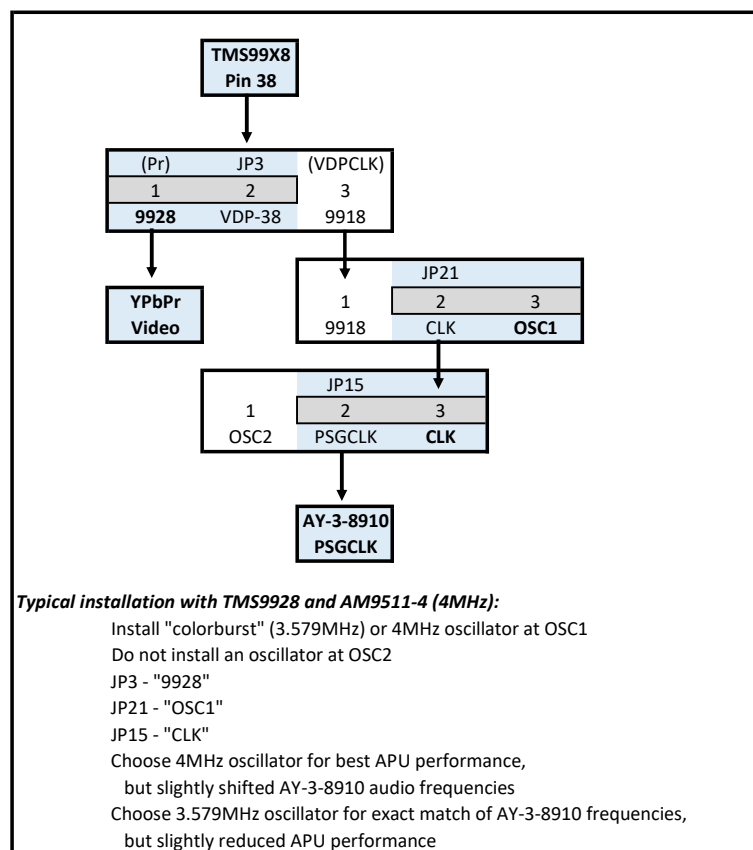 TMS99X8
Pin 38
(Pr) JP3 (VDPCLK)
1 2 3
9928 VDP-38 9918
YPbPr
Video
JP21
1 2 3
9918 CLK OSC1
JP15
1 2 3
OSC2 PSGCLK CLK
AY-3-8910
PSGCLK
Typical installation with TMS9928 and AM9511-4 (4MHz):
Install "colorburst" (3.579MHz) or 4MHz oscillator at OSC1
Do not install an oscillator at OSC2
JP3 - "9928"
JP21 - "OSC1"
JP15 - "CLK"
Choose 4MHz oscillator for best APU performance,
but slightly shifted AY-3-8910 audio frequencies
Choose 3.579MHz oscillator for exact match of AY-3-8910 frequencies,
but slightly reduced APU performance